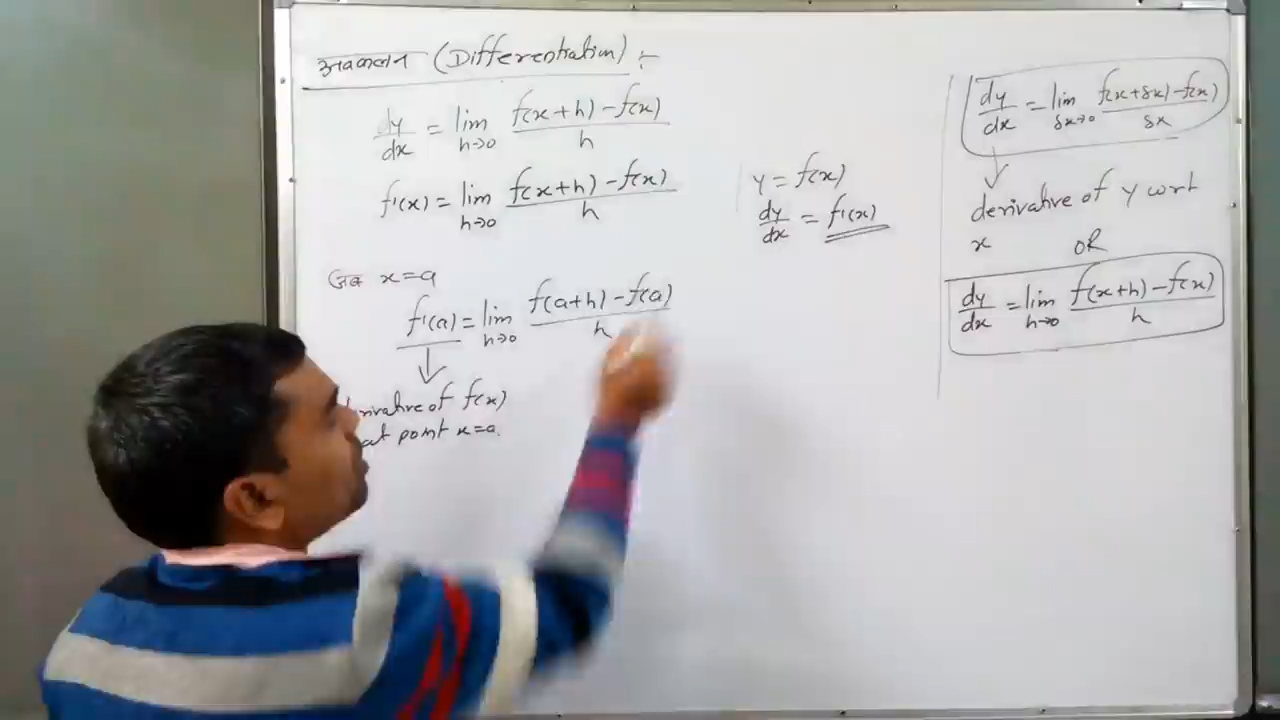 अवकलन (Differentiation) :-
dy/dx = lim h→0 f(x+h) - f(x) / h
f'(x) = lim h→0 f(x+h) - f(x) / h
जब x=a
f'(a) = lim h→0 f(a+h) - f(a) / h
of f(x)
at point x=a.
y = f(x)
dy/dx = f'(x)
dy/dx = lim δx→0 f(x+δx) - f(x) / δx
derivative of y wrt
x OR
dy/dx = lim h→0 f(x+h) - f(x) / h